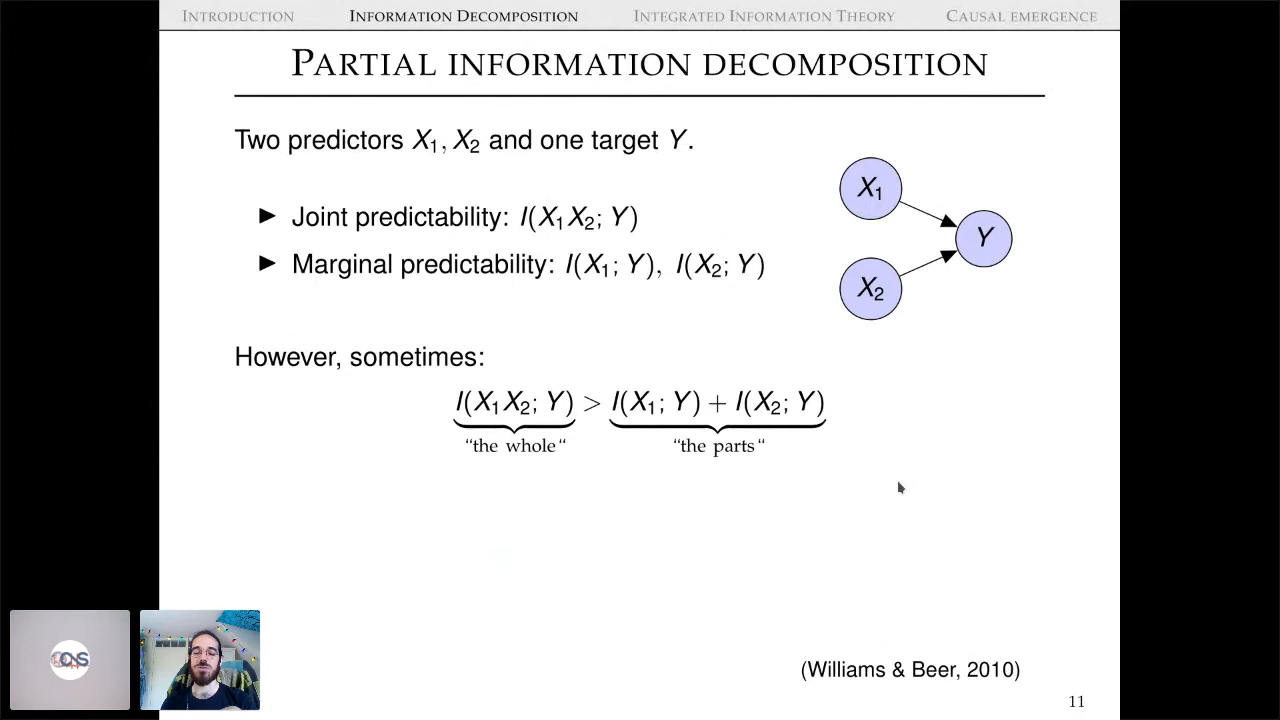 INTRODUCTION INFORMATION DECOMPOSITION INTEGRATED INFORMATION THEORY CAUSAL EMERGENCE
PARTIAL INFORMATION DECOMPOSITION
Two predictors X₁, X₂ and one target Y.
► Joint predictability: I(X₁X₂; Y)
► Marginal predictability: I(X₁; Y), I(X₂; Y)
X₁
Y
X₂
However, sometimes:
I(X₁X₂; Y) > I(X₁; Y) + I(X₂; Y)
“the whole“ “the parts“
(Williams & Beer, 2010)
11